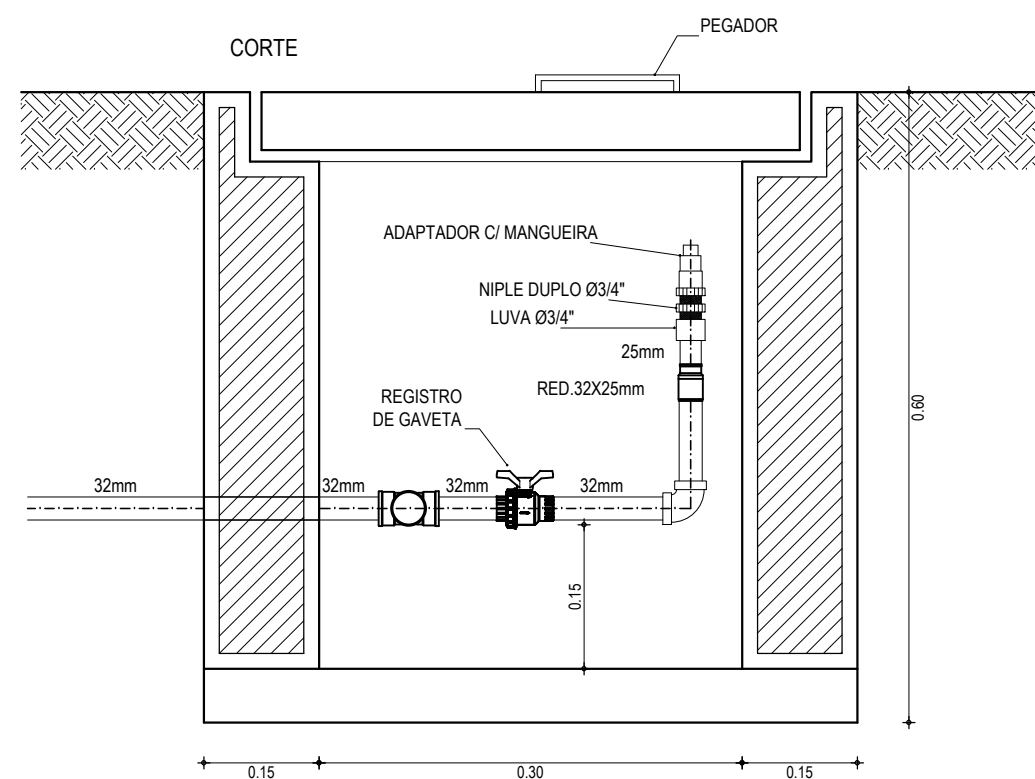 PEGADOR
CORTE
ADAPTADOR C/ MANGUEIRA
NIPLE DUPLO Ø3/4"
LUVA Ø3/4"
25mm
RED.32X25mm
REGISTRO
DE GAVETA
0.60
32mm
32mm
32mm
32mm
0.15
0.15
0.30
0.15